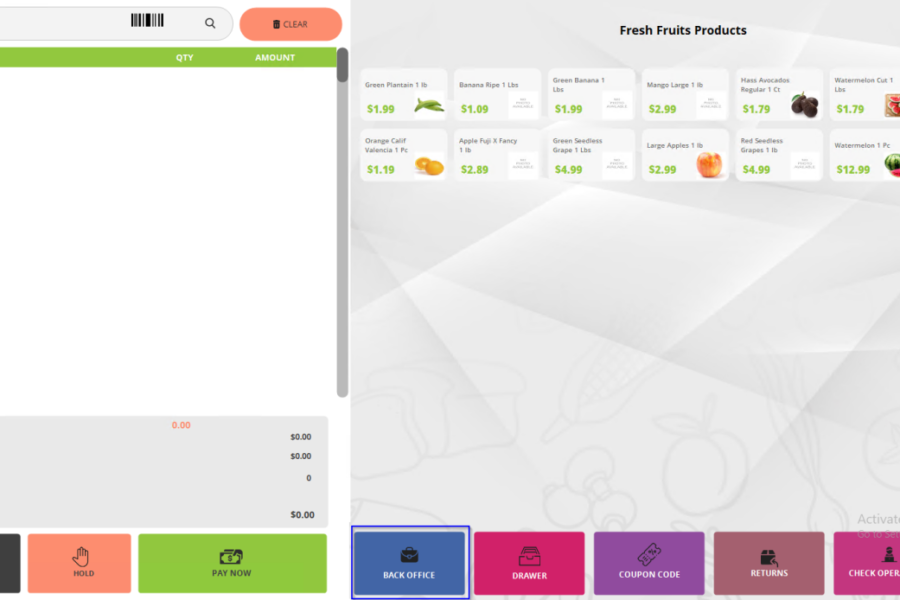 CLEAR
QTY AMOUNT
Fresh Fruits Products
Green Plantain 1 lb
$1.99
Banana Ripe 1 Lbs
$1.09
Green Banana 1
Lbs
$1.99
Mango Large 1 lb
$2.99
Hass Avocados
Regular 1 Ct
$1.79
Watermelon Cut 1
Lbs
$1.79
Orange Calif
Valencia 1 Pc
$1.19
Apple Fuji X Fancy
1 lb
$2.89
Green Seedless
Grape 1 Lbs
$4.99
Large Apples 1 lb
$2.99
Red Seedless
Grapes 1 lb
$4.99
Watermelon 1 Pc
$12.99
0.00
$0.00
$0.00
0
$0.00
HOLD
PAY NOW
BACK OFFICE
DRAWER
COUPON CODE
RETURNS
CHECK OPER
Activate
Go to Set